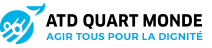 ATD QUART MONDE
AGIR TOUS POUR LA DIGNITÉ